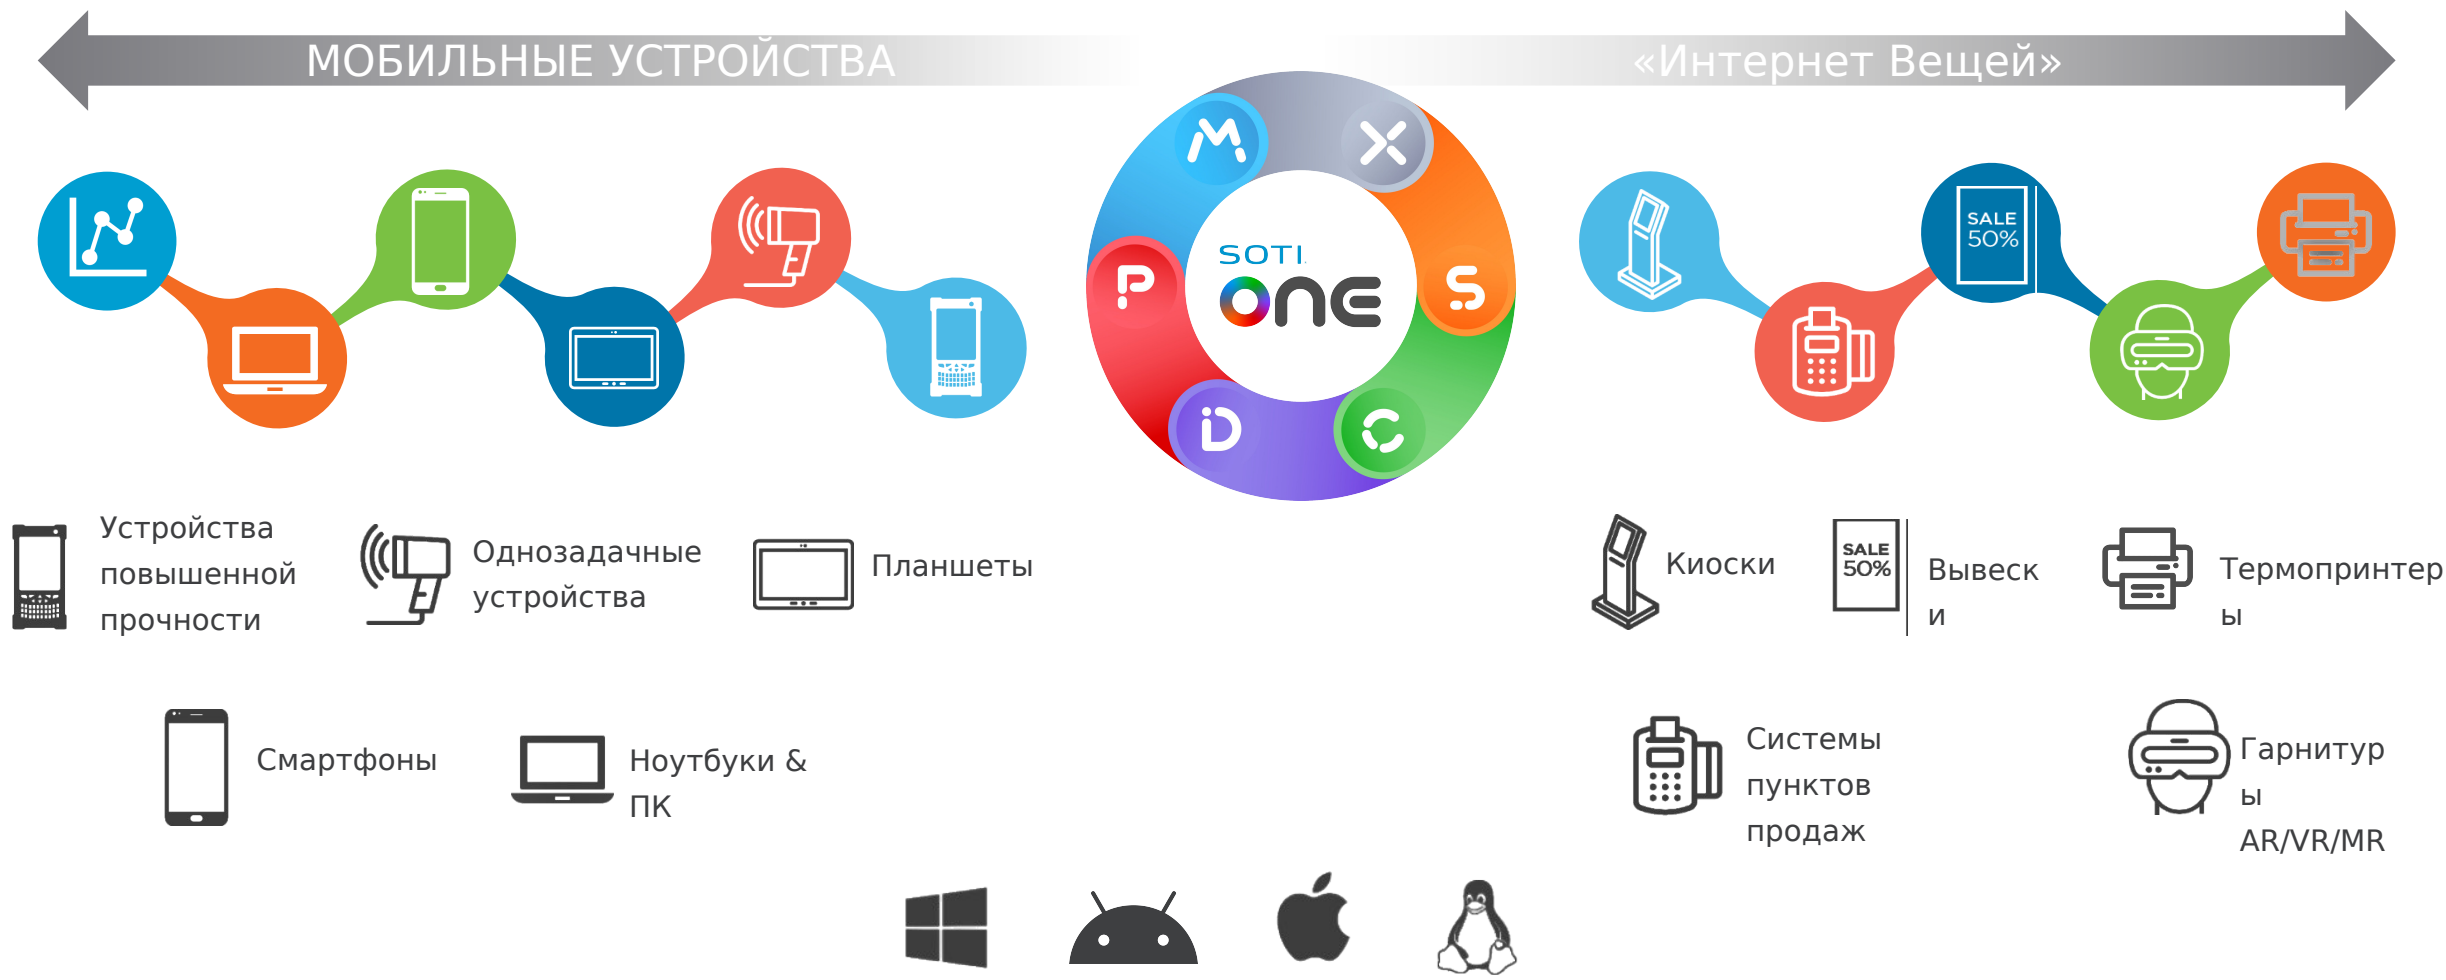 МОБИЛЬНЫЕ УСТРОЙСТВА
«Интернет Вещей»
SALE
50%
M
X
P
S
D
C
SOTI
ONE
Устройства
повышенной
прочности
Однозадачные
устройства
Планшеты
Киоски
SALE
50%
Вывеск
и
Термопринтер
ы
Смартфоны
Ноутбуки &
ПК
Системы
пунктов
продаж
Гарнитур
ы
AR/VR/MR